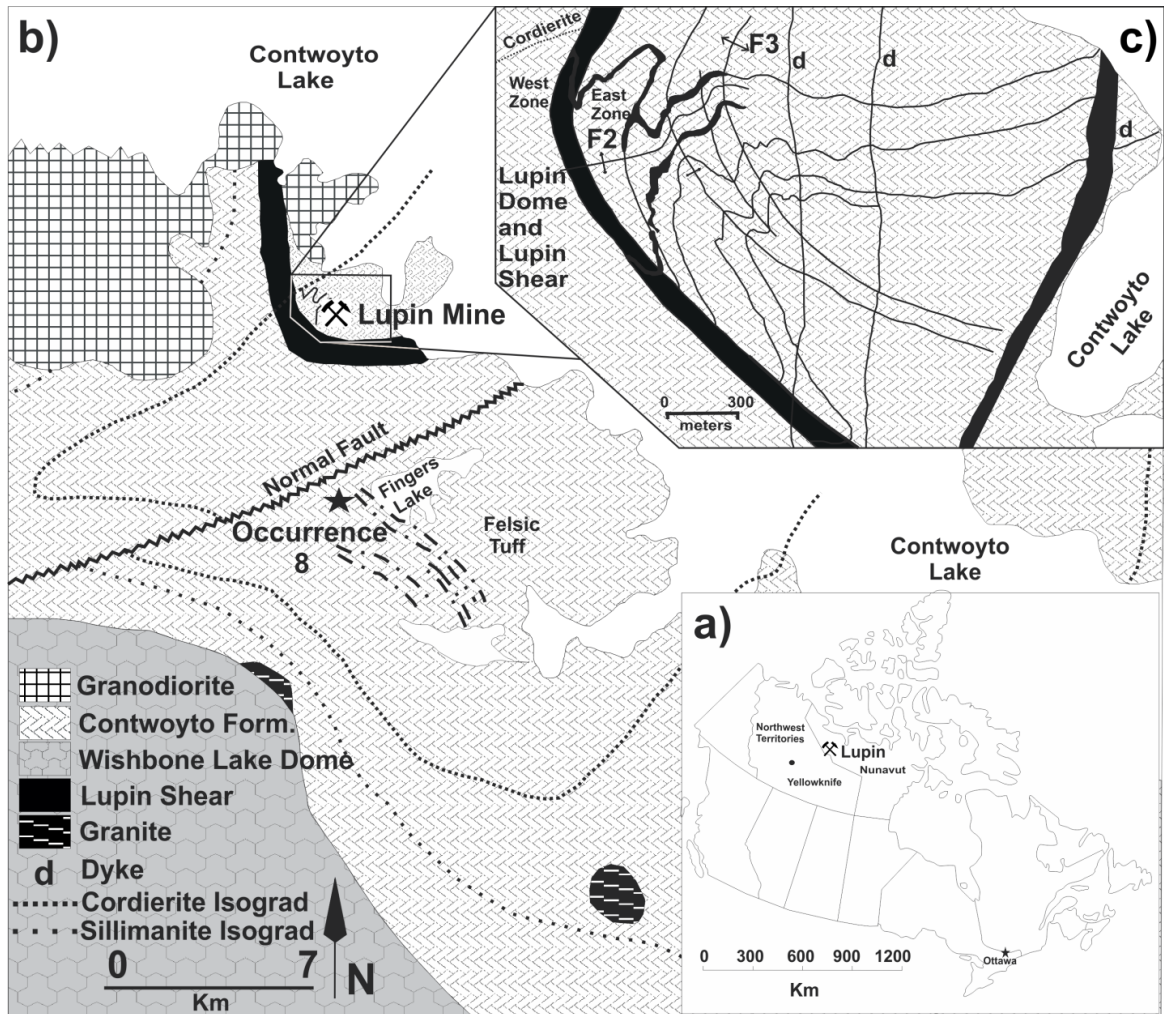 b)
Contwoyto
Lake
Lupin Mine
Normal Fault
Fingers
Lake
Occurrence
8
Felsic
Tuff
Contwoyto
Lake
Granodiorite
Contwoyto Form.
Wishbone Lake Dome
Lupin Shear
Granite
d Dyke
Cordierite Isograd
Sillimanite Isograd
0 7
Km
N
c)
Cordierite
West
Zone
East
Zone
F3
d
d
d
F2
Lupin
Dome
and
Lupin
Shear
0 300
meters
Contwoyto
Lake
a)
Northwest
Territories
Lupin
Nunavut
Yellowknife
Ottawa
0 300 600 900 1200
Km